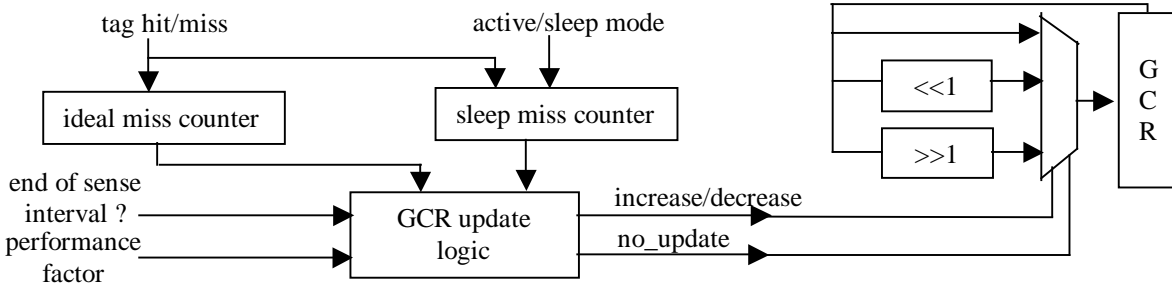 tag hit/miss
active/sleep mode
ideal miss counter
sleep miss counter
<<1
>>1
G
C
R
end of sense
interval ?
performance
factor
GCR update
logic
increase/decrease
no_update